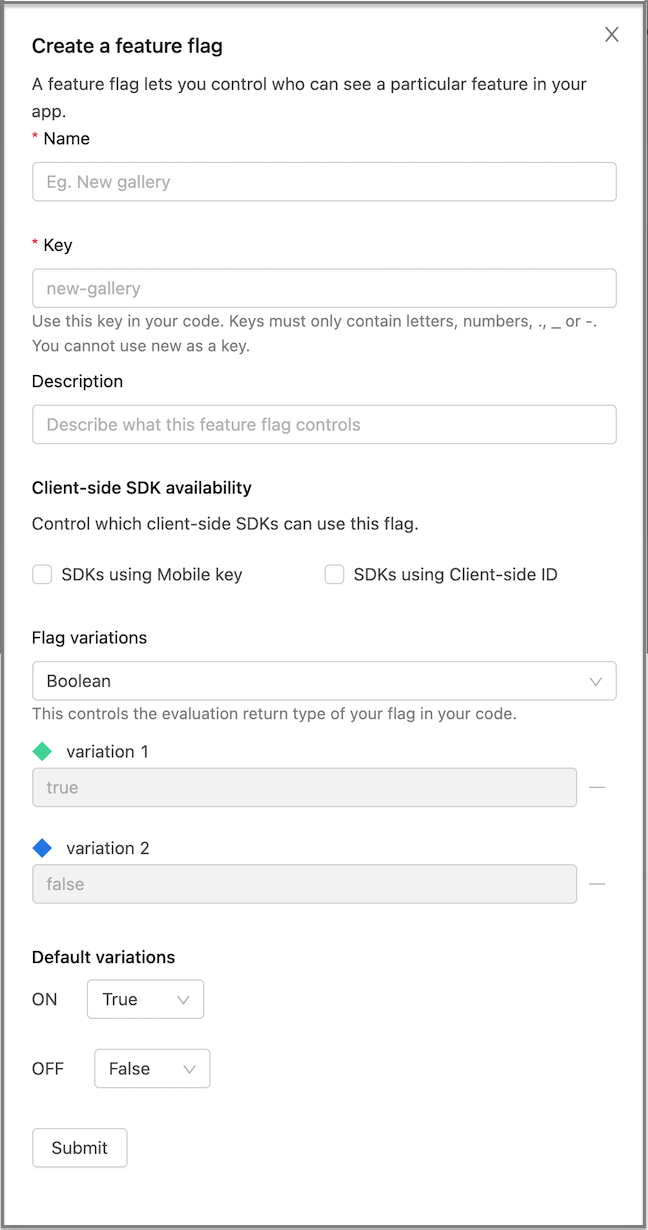 Create a feature flag
A feature flag lets you control who can see a particular feature in your
app.
* Name
Eg. New gallery
* Key
new-gallery
Use this key in your code. Keys must only contain letters, numbers, ., _ or -.
You cannot use new as a key.
Description
Describe what this feature flag controls
Client-side SDK availability
Control which client-side SDKs can use this flag.
SDKs using Mobile key SDKs using Client-side ID
Flag variations
Boolean
This controls the evaluation return type of your flag in your code.
variation 1
true
variation 2
false
Default variations
ON True
OFF False
Submit